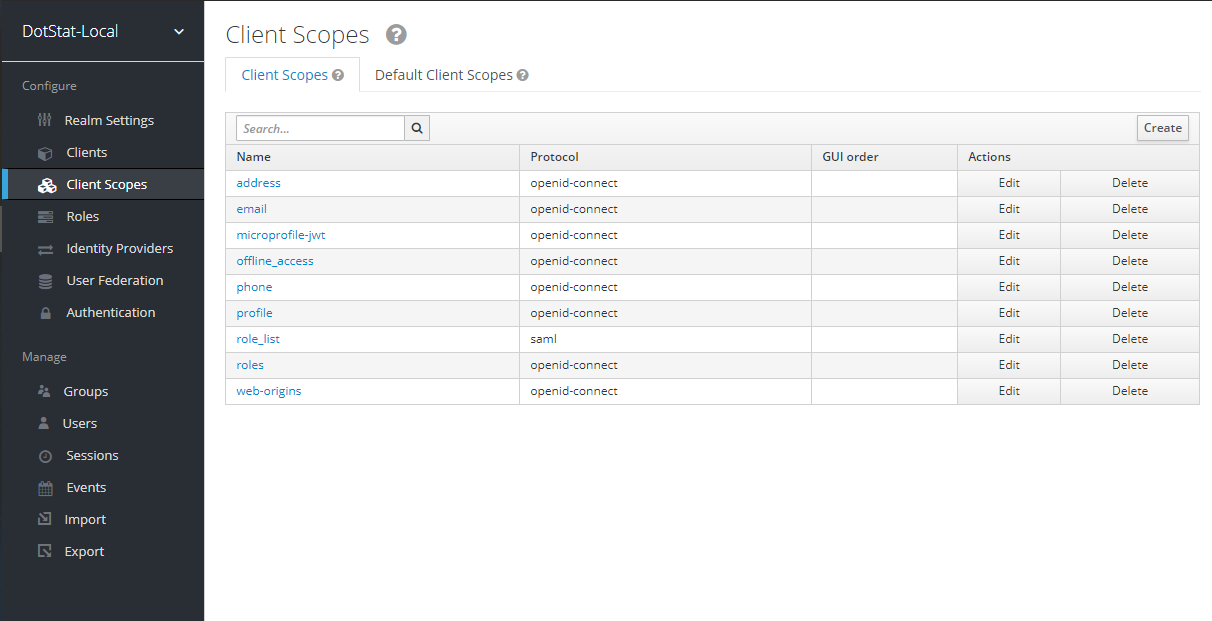 DotStat-Local
Configure
Realm Settings
Clients
Client Scopes
Roles
Identity Providers
User Federation
Authentication
Manage
Groups
Users
Sessions
Events
Import
Export
Client Scopes ?
Client Scopes ? Default Client Scopes ?
Search... Create
Name Protocol GUI order Actions
address openid-connect Edit Delete
email openid-connect Edit Delete
microprofile-jwt openid-connect Edit Delete
offline_access openid-connect Edit Delete
phone openid-connect Edit Delete
profile openid-connect Edit Delete
role_list saml Edit Delete
roles openid-connect Edit Delete
web-origins openid-connect Edit Delete